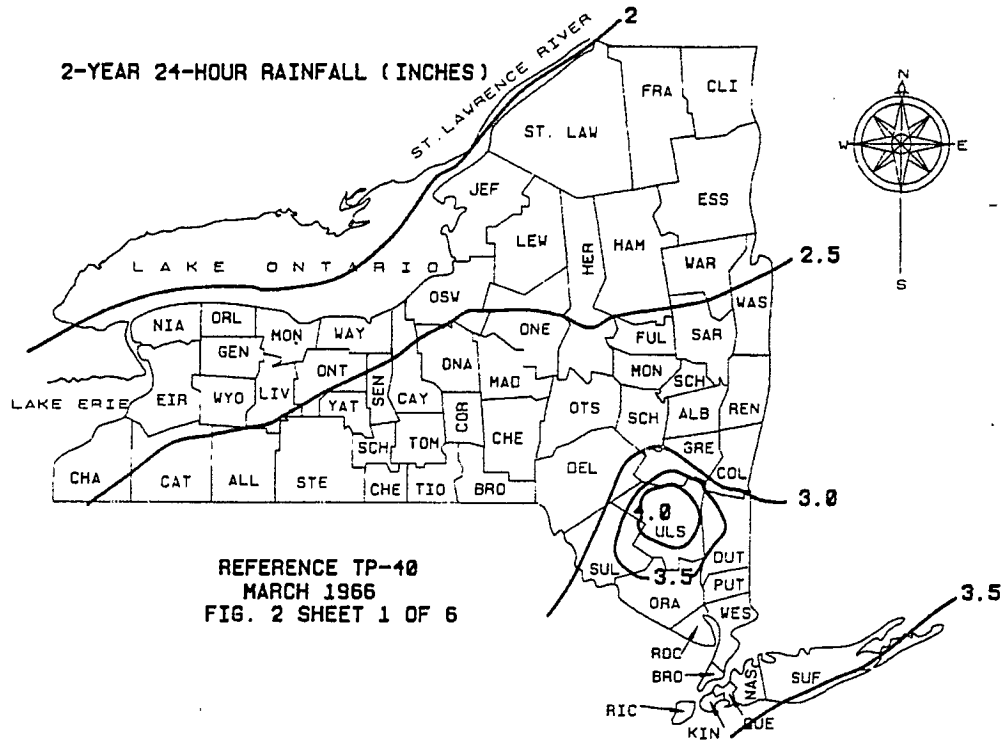 2
2-YEAR 24-HOUR RAINFALL (INCHES)
ST. LAWRENCE RIVER
FRA
CLI
ST. LAW
N
W
E
S
JEF
ESS
LEW
HER
HAM
WAR
2.5
LAKE ONTARIO
OSW
WAS
NIA
ORL
MON
WAY
ONE
FUL
SAR
GEN
ONT
ONA
MON
SCH
LAKE ERIE
EIR
WYO
LIV
YAT
SEN
CAY
COR
MAD
OTS
SCH
ALB
REN
SCH
TOM
CHE
GRE
CHA
CAT
ALL
STE
CHE
TIO
BRO
DEL
COL
3.0
.0
ULS
REFERENCE TP-40
MARCH 1966
FIG. 2 SHEET 1 OF 6
SUL
3.5
DUT
PUT
ORA
WES
3.5
ROC
BRO
NAS
SUF
RIC
KIN
QUE